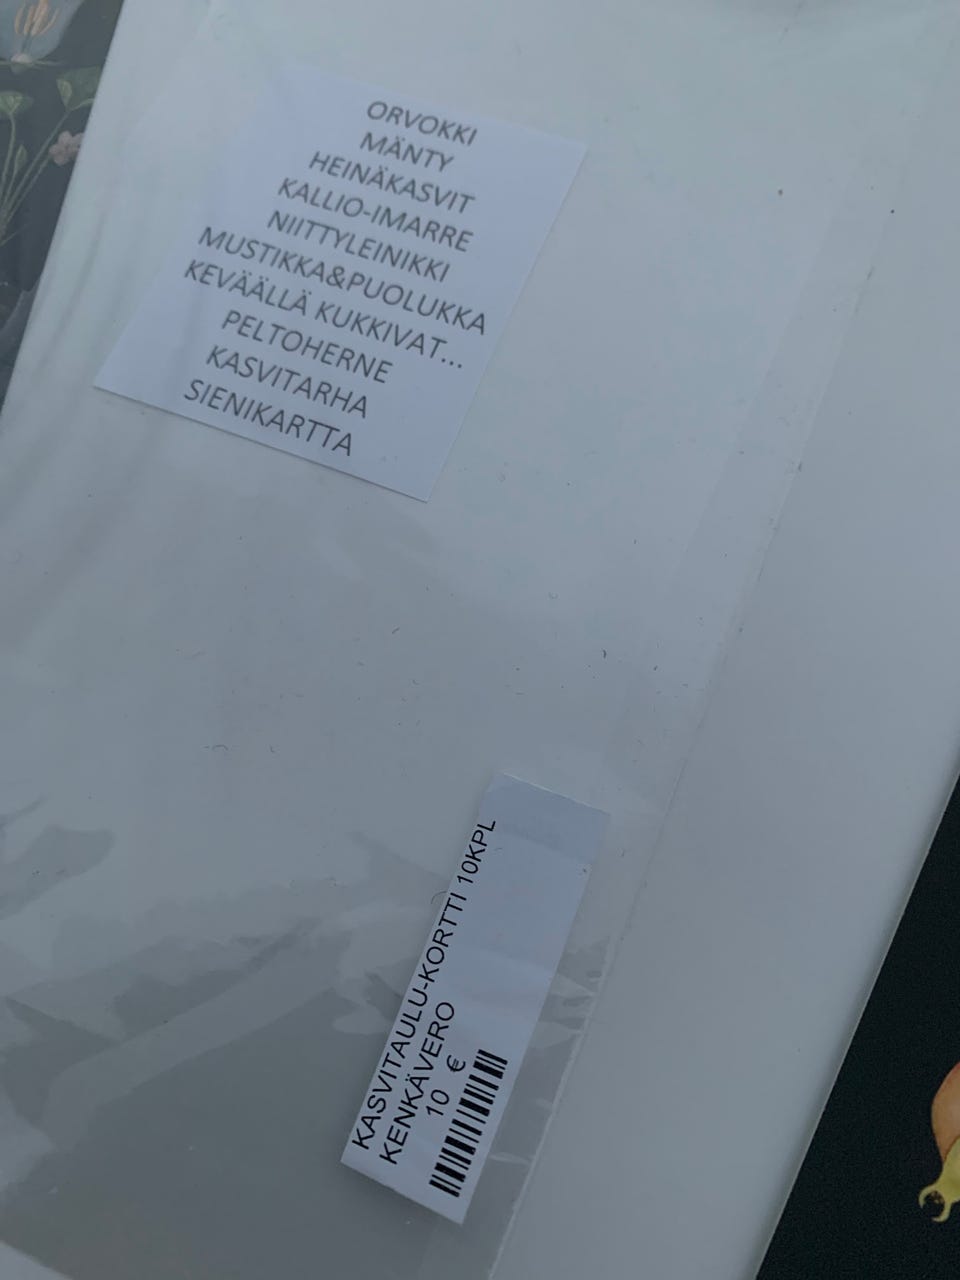 ORVOKKI
MÄNTY
HEINÄKASVIT
KALLIO-IMARRE
NIITTYLEINIKKI
MUSTIKKA&PUOLUKKA
KEVÄÄLLÄ KUKKIVAT...
PELTOHERNE
KASVITARHA
SIENIKARTTA
KASVITAULU-KORTTI 10KPL
KENKÄVERO
10 €